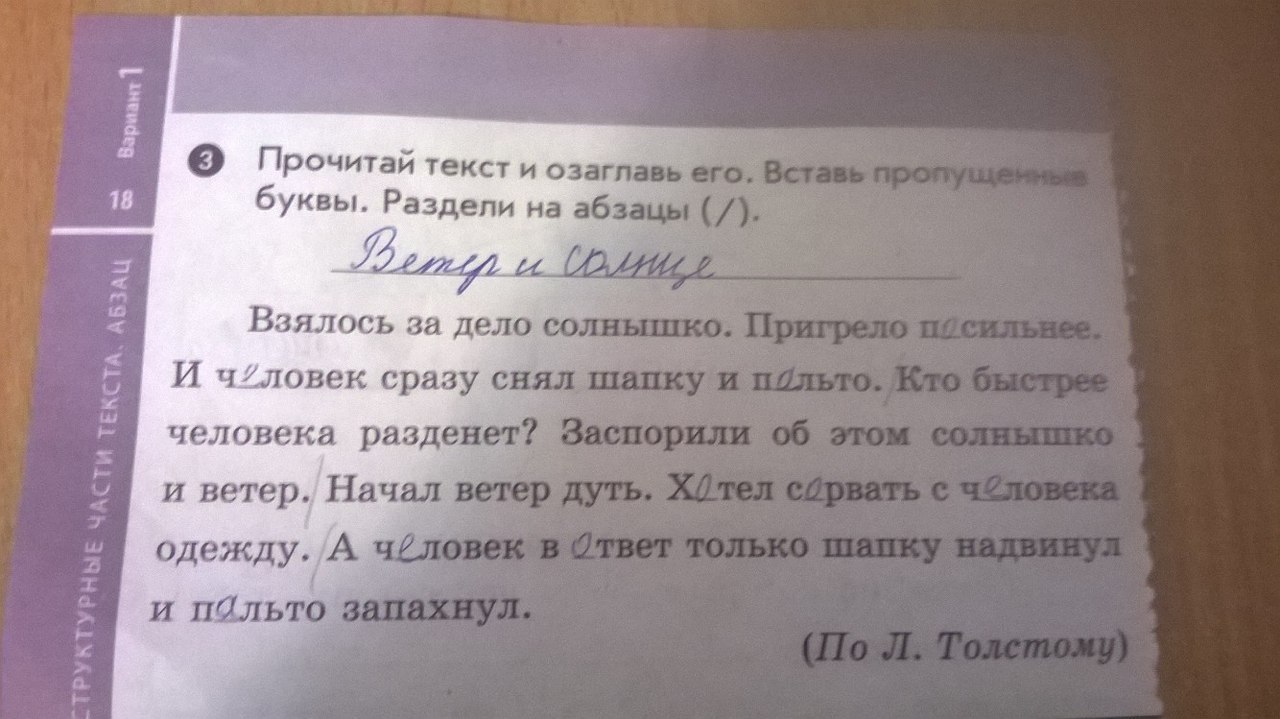 Вариант 1
18
СТРУКТУРНЫЕ ЧАСТИ ТЕКСТА. АБЗАЦ
3 Прочитай текст и озаглавь его. Вставь пропущенные
буквы. Раздели на абзацы (/).
Ветер и солнце
Взялось за дело солнышко. Пригрело посильнее.
И человек сразу снял шапку и пальто. / Кто быстрее
человека разденет? Заспорили об этом солнышко
и ветер. / Начал ветер дуть. Хотел сорвать с человека
одежду. / А человек в ответ только шапку надвинул
и пальто запахнул.
(По Л. Толстому)